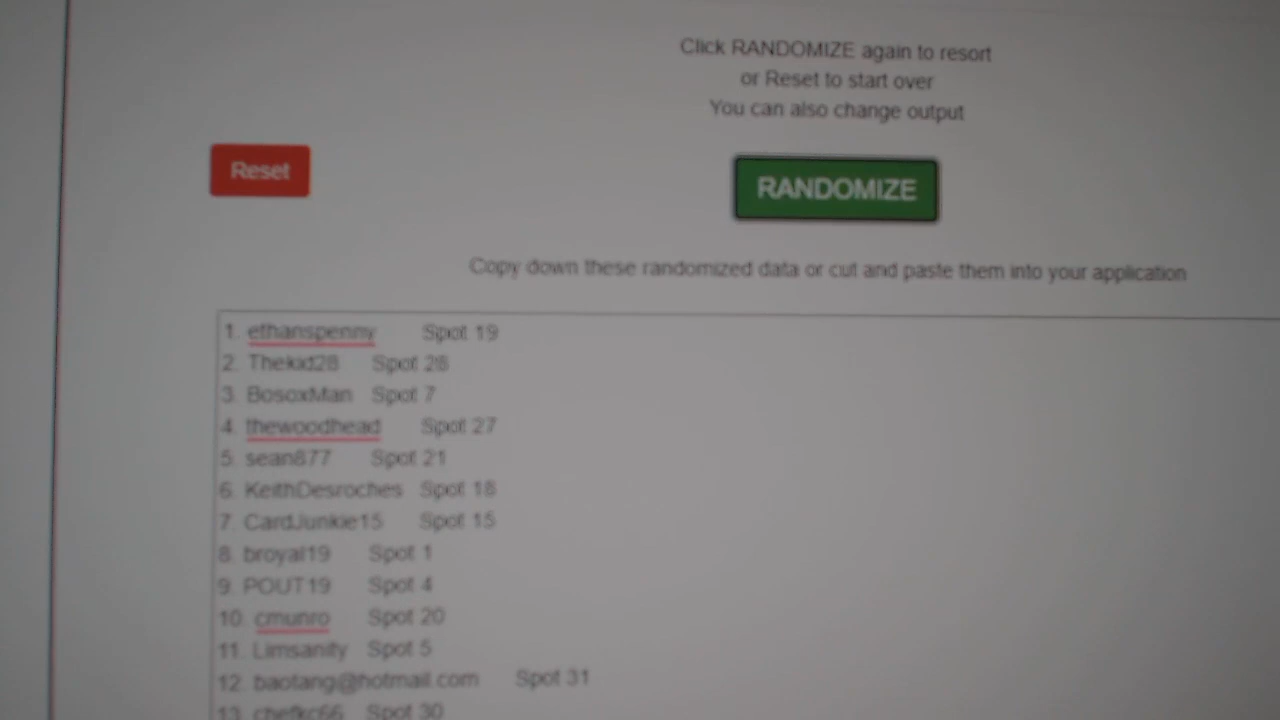 Click RANDOMIZE again to resort
or Reset to start over
You can also change output
Reset
RANDOMIZE
Copy down these randomized data or cut and paste them into your application
1. ethanspenny Spot 19
2. Thekid28 Spot 28
3. BosoxMan Spot 7
4. thewoodhead Spot 27
5. sean877 Spot 21
6. KeithDesroches Spot 18
7. CardJunkie15 Spot 15
8. broyal19 Spot 1
9. POUT19 Spot 4
10. cmunro Spot 20
11. Limsanity Spot 5
12. baotang@hotmail.com Spot 31
13. chefkc66 Spot 30